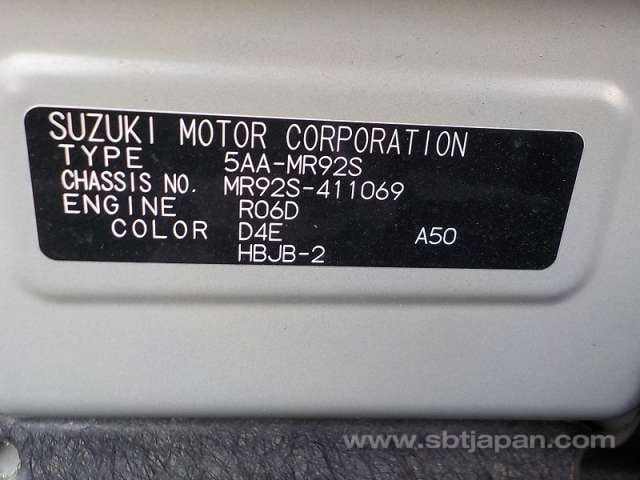 SUZUKI MOTOR CORPORATION
TYPE 5AA-MR92S
CHASSIS NO. MR92S-411069
ENGINE R06D
COLOR D4E A50
HBJB-2
www.sbtjapan.com